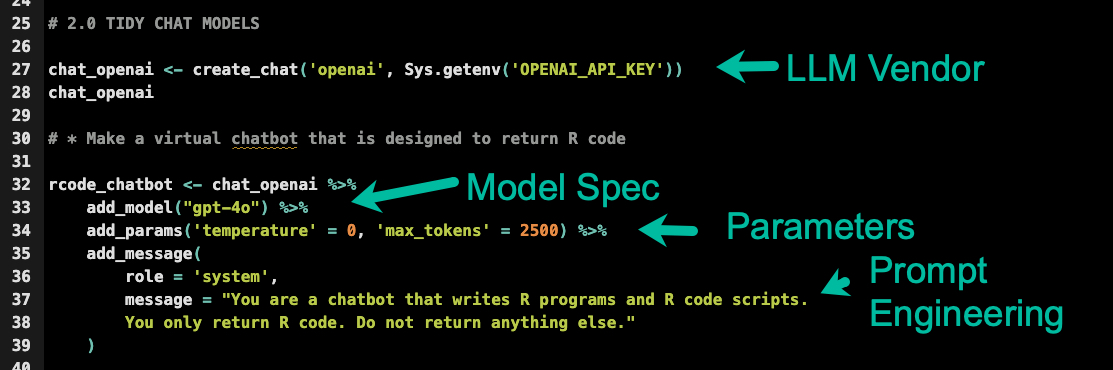 24
25 # 2.0 TIDY CHAT MODELS
26
27 chat_openai <- create_chat('openai', Sys.getenv('OPENAI_API_KEY')) LLM Vendor
28 chat_openai
29
30 # * Make a virtual chatbot that is designed to return R code
31
32 rcode_chatbot <- chat_openai %>% Model Spec
33     add_model("gpt-4o") %>%
34     add_params('temperature' = 0, 'max_tokens' = 2500) %>% Parameters
35     add_message(
36         role = 'system', Prompt
37         message = "You are a chatbot that writes R programs and R code scripts. Engineering
38         You only return R code. Do not return anything else."
39     )
40